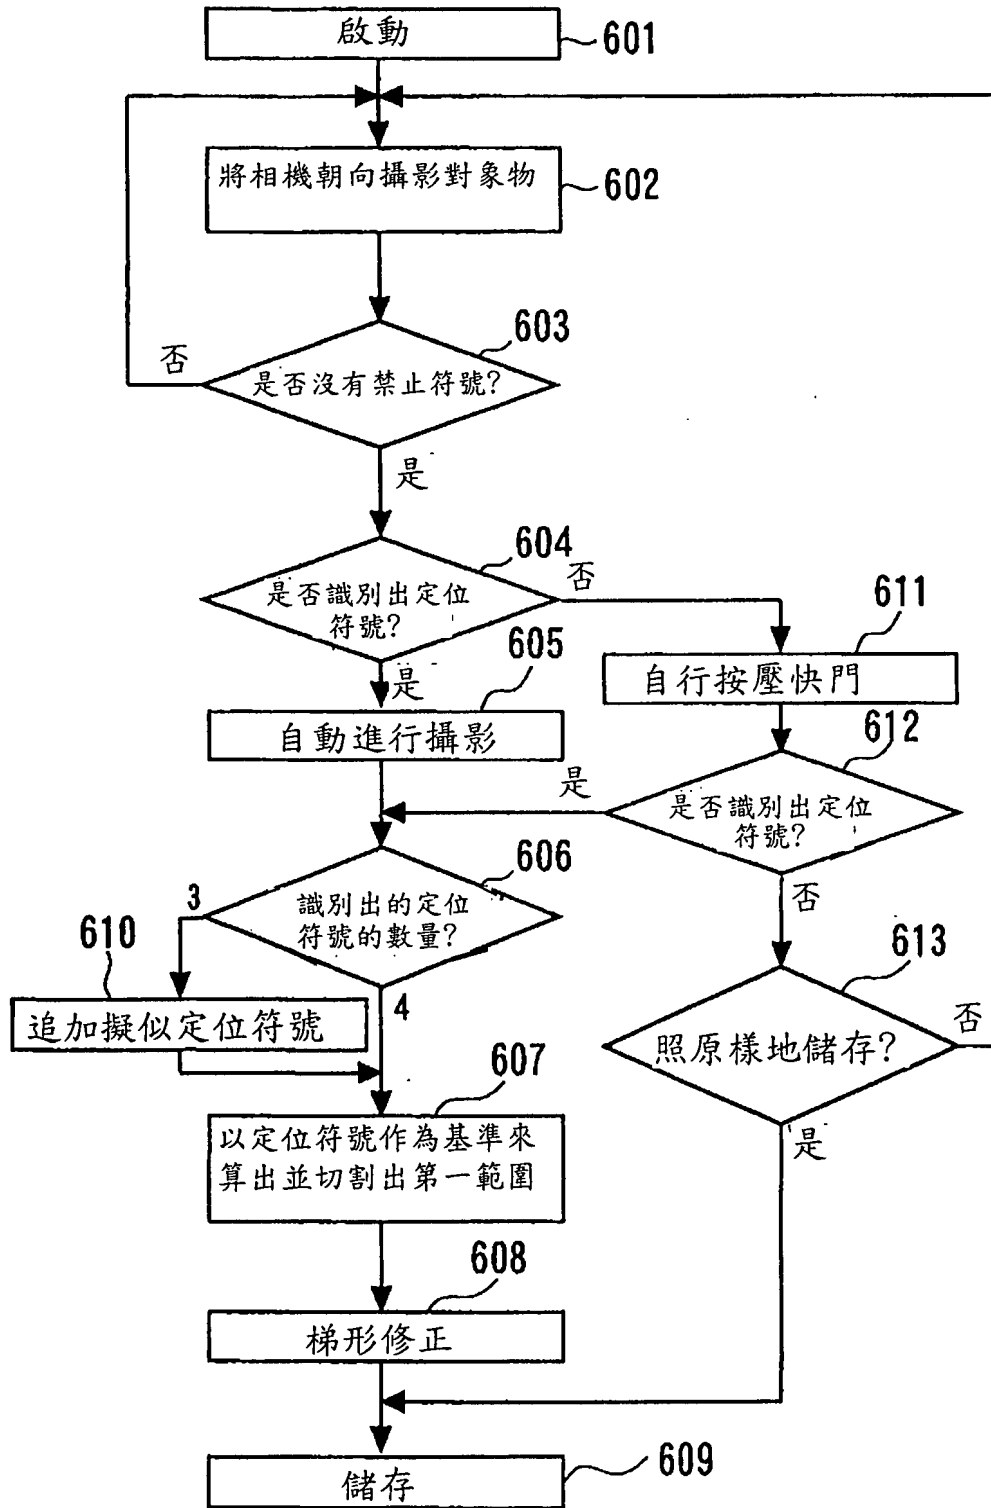 啟動
601
將相機朝向攝影對象物
602
603
否
是否沒有禁止符號?
是
604
是否識別出定位
符號?
否
611
605
是
自行按壓快門
自動進行攝影
612
是
是否識別出定位
符號?
606
3
識別出的定位
符號的數量?
否
610
613
4
追加擬似定位符號
照原樣地儲存?
否
607
以定位符號作為基準來
算出並切割出第一範圍
是
608
梯形修正
儲存
609